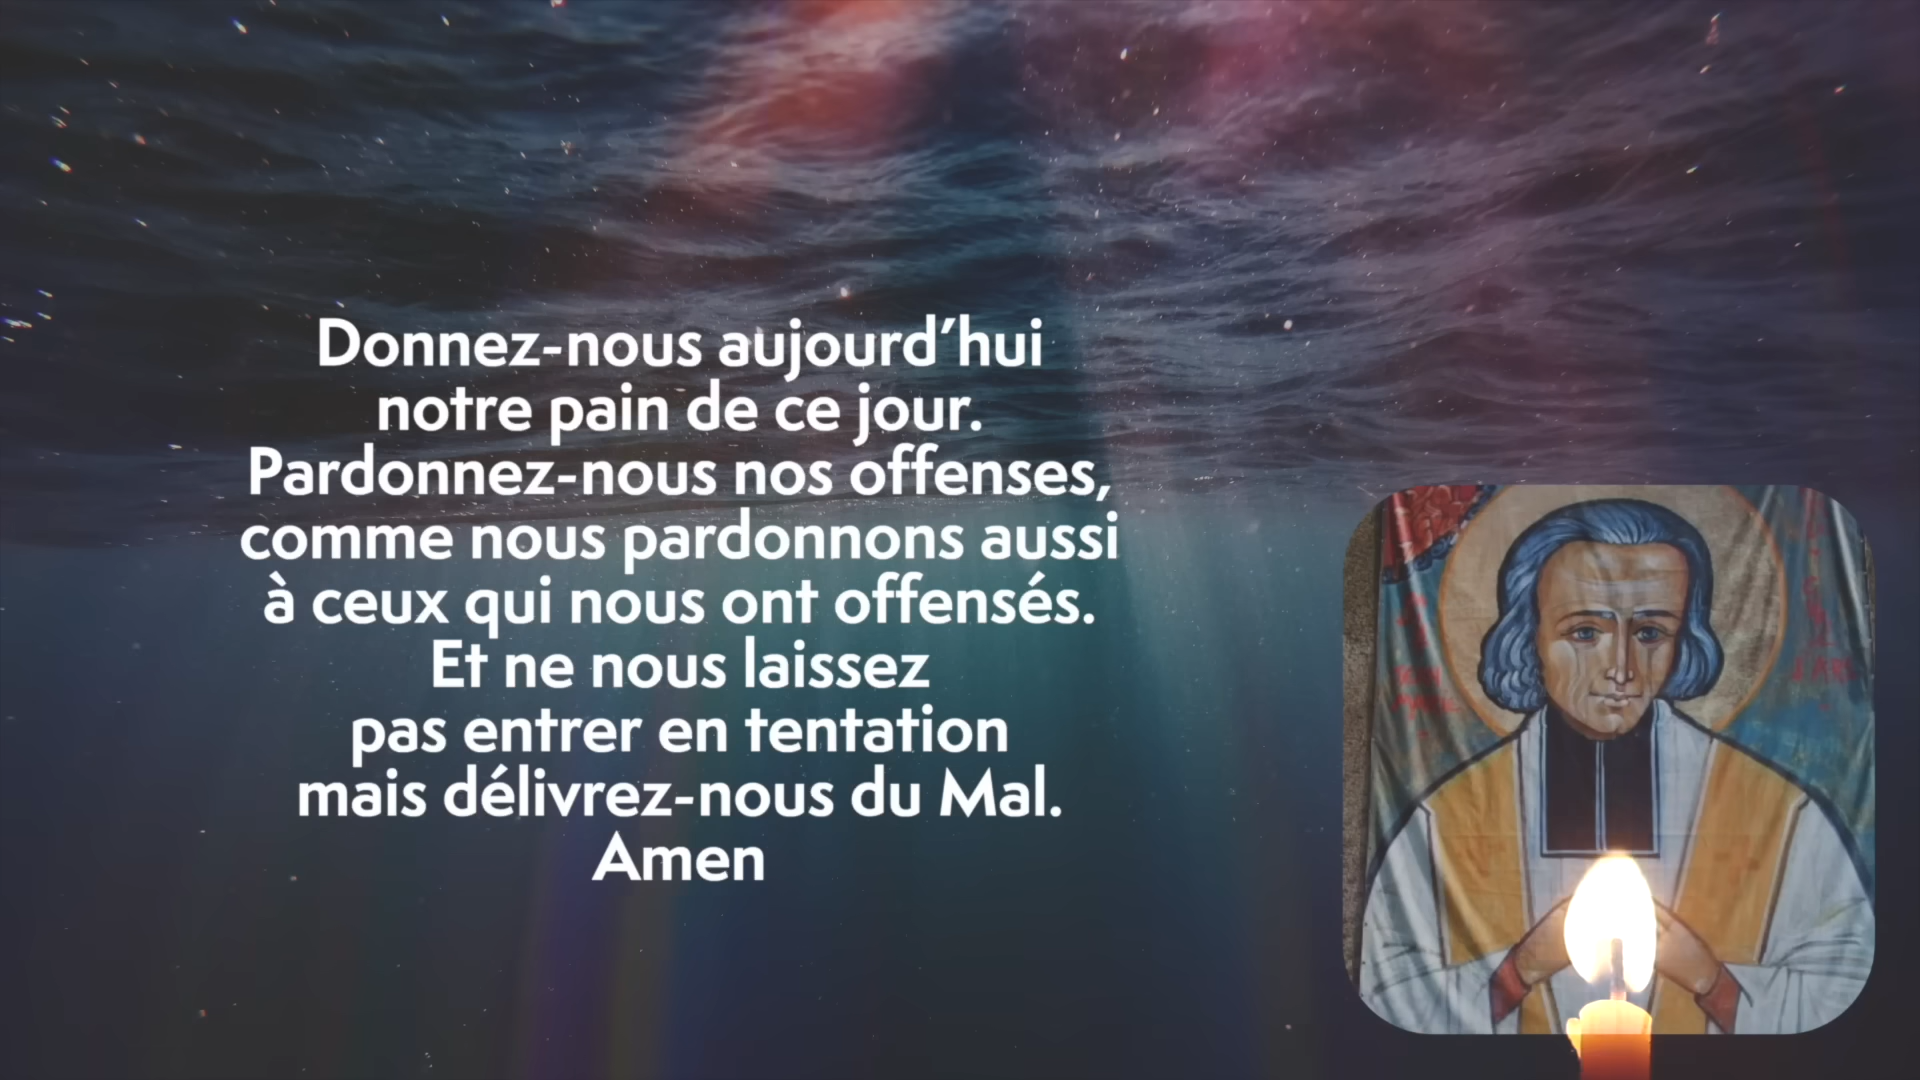 Donnez-nous aujourd’hui
notre pain de ce jour.
Pardonnez-nous nos offenses,
comme nous pardonnons aussi
à ceux qui nous ont offensés.
Et ne nous laissez
pas entrer en tentation
mais délivrez-nous du Mal.
Amen